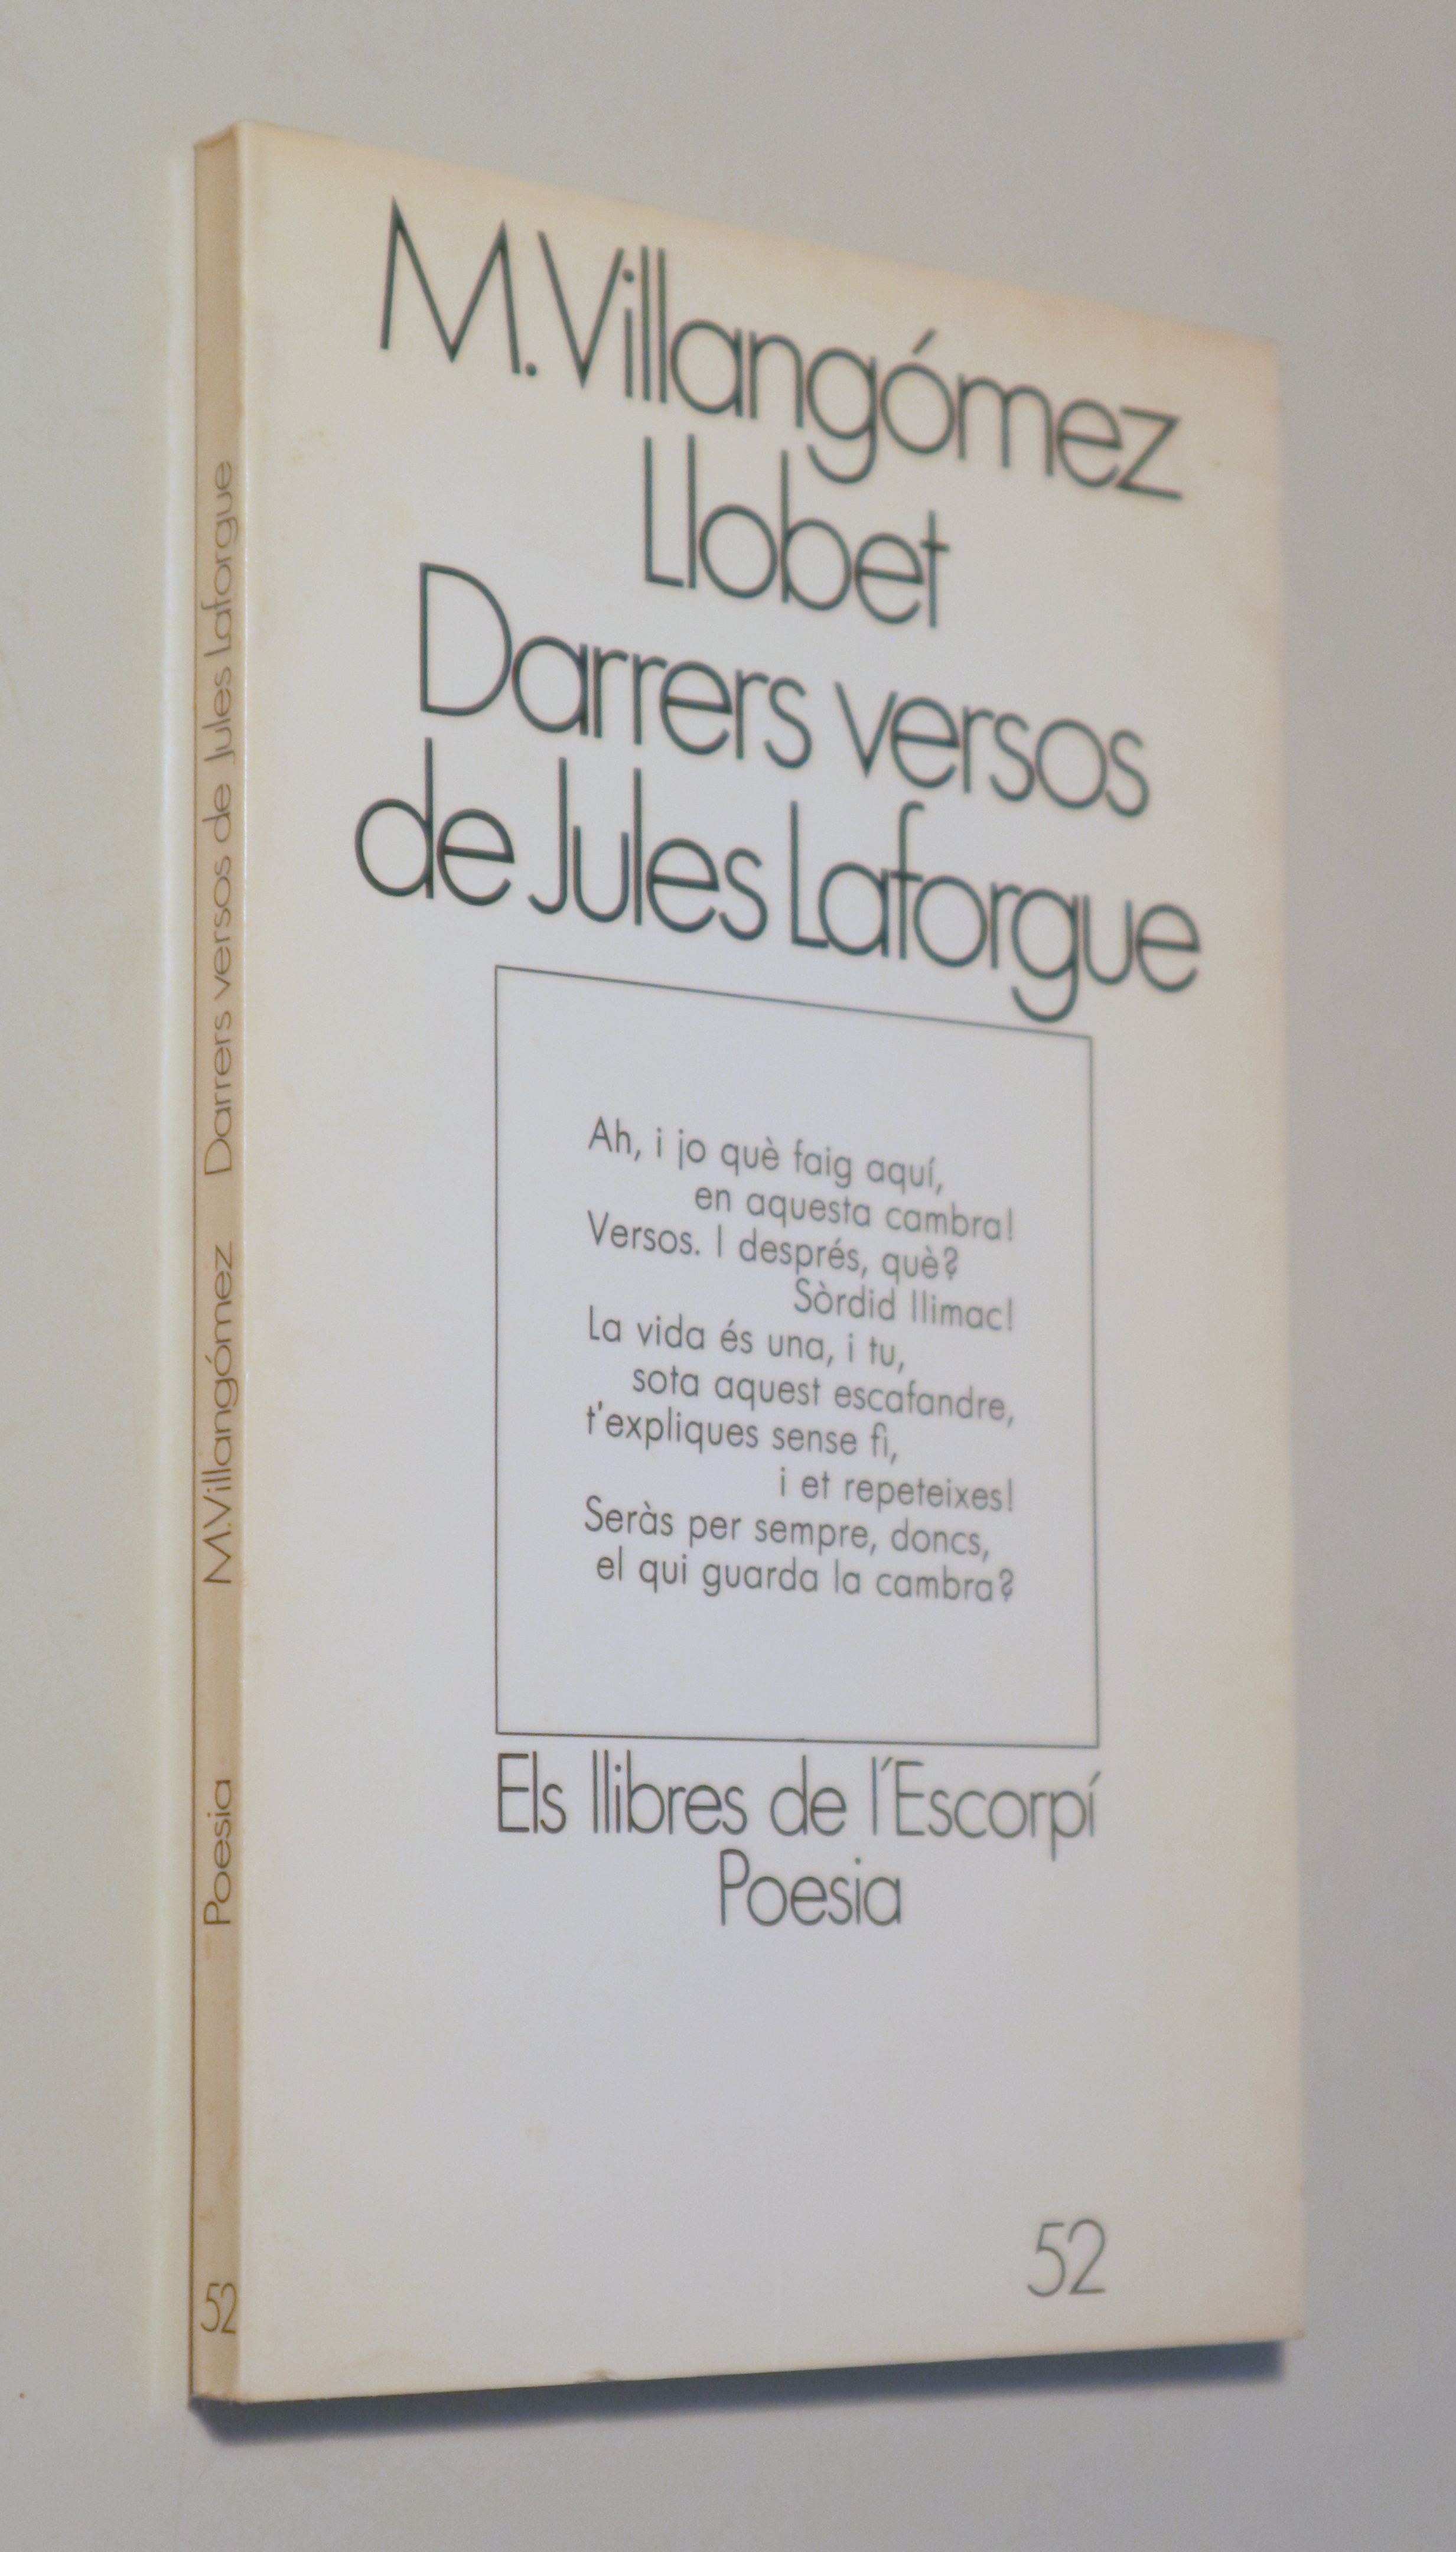 M. Villangómez
Llobet
Darrers versos
de Jules Laforgue
Ah, i jo què faig aquí,
en aquesta cambra!
Versos. I després, què?
Sòrdid llimac!
La vida és una, i tu,
sota aquest escafandre,
t'expliques sense fi,
i et repeteixes!
Seràs per sempre, doncs,
el qui guarda la cambra?
Els llibres de l'Escorpí
Poesia
52
52 Poesia M. Villangómez Darrers versos de Jules Laforgue